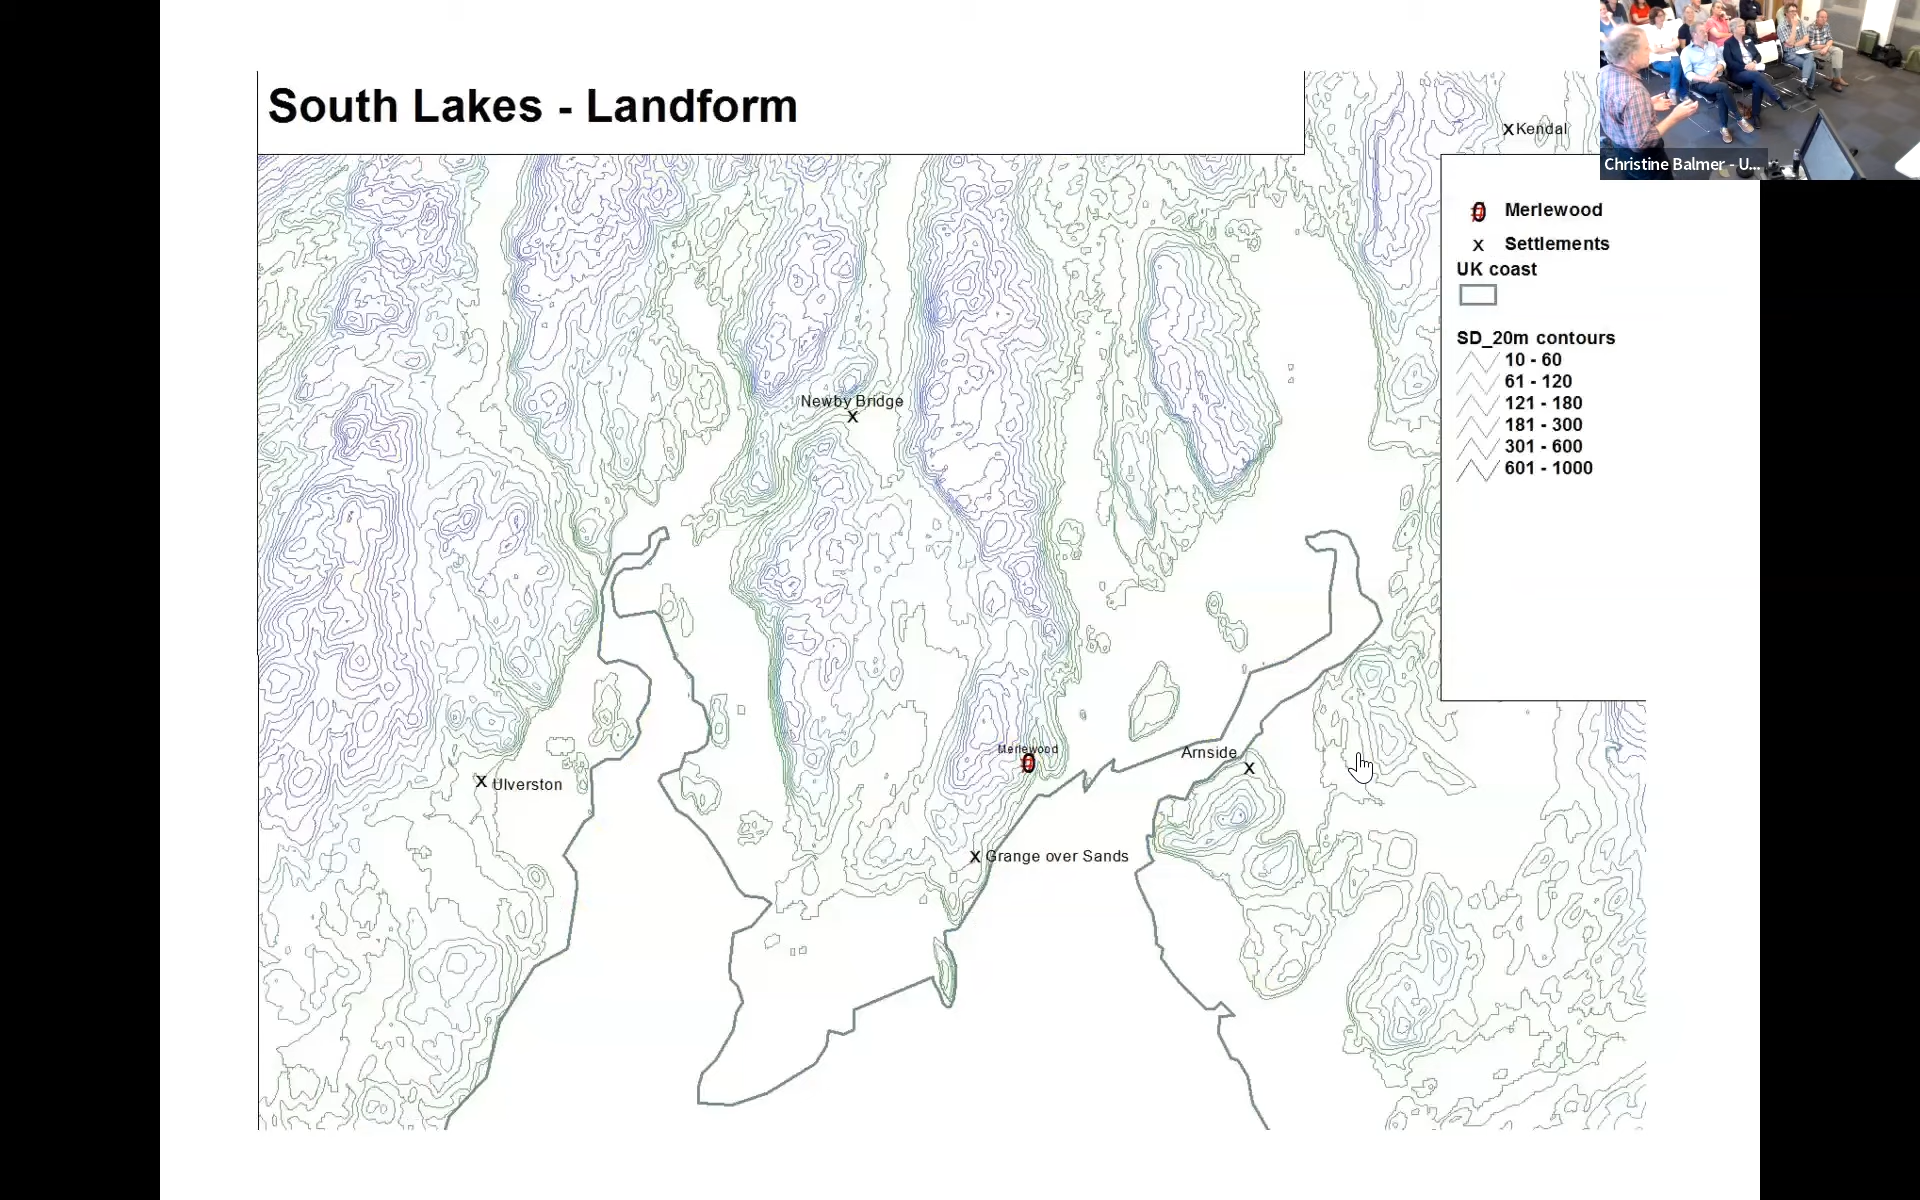 South Lakes - Landform
x Kendal
Christine Balmer - U...
Merlewood
x Settlements
UK coast
SD_20m contours
10 - 60
61 - 120
121 - 180
181 - 300
301 - 600
601 - 1000
Newby Bridge
x
Merlewood
Arnside
x
x Ulverston
x Grange over Sands